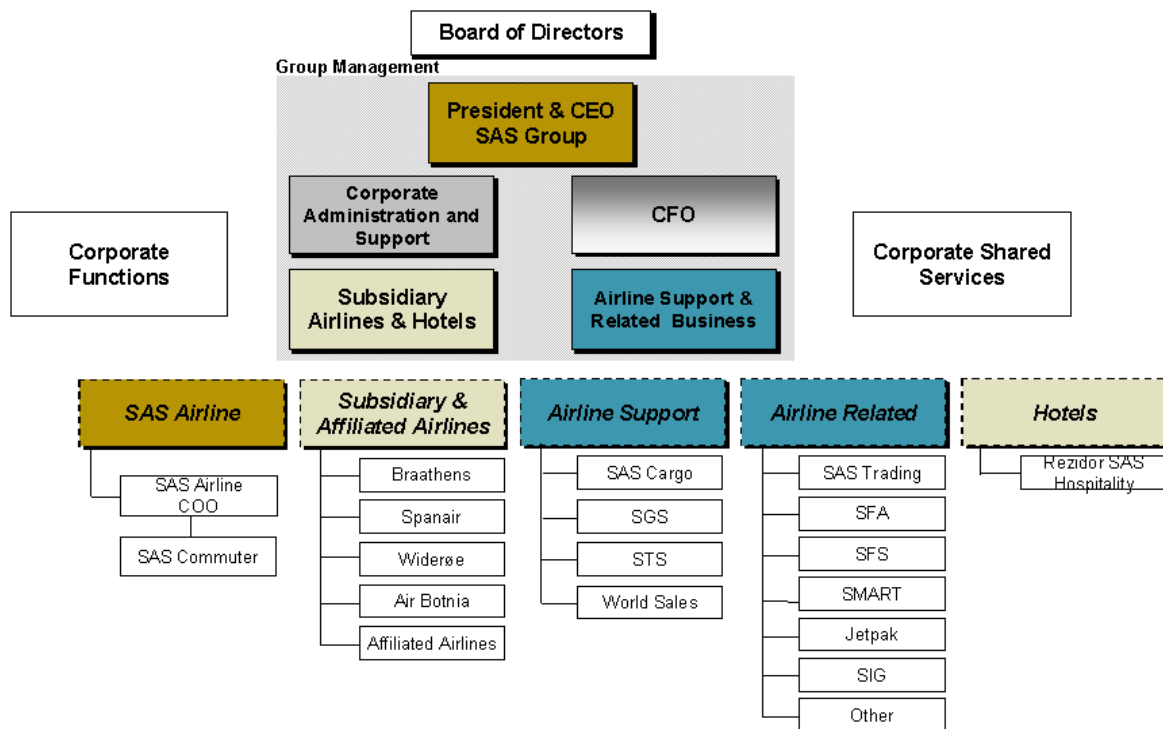 Board of Directors
Group Management
President & CEO
SAS Group
Corporate
Administration and
Support
CFO
Corporate
Functions
Corporate Shared
Services
Subsidiary
Airlines & Hotels
Airline Support &
Related Business
SAS Airline
Subsidiary &
Affiliated Airlines
Airline Support
Airline Related
Hotels
SAS Airline
COO
SAS Commuter
Braathens
Spanair
Widerøe
Air Botnia
Affiliated Airlines
SAS Cargo
SGS
STS
World Sales
SAS Trading
SFA
SFS
SMART
Jetpak
SIG
Other
Rezidor SAS
Hospitality